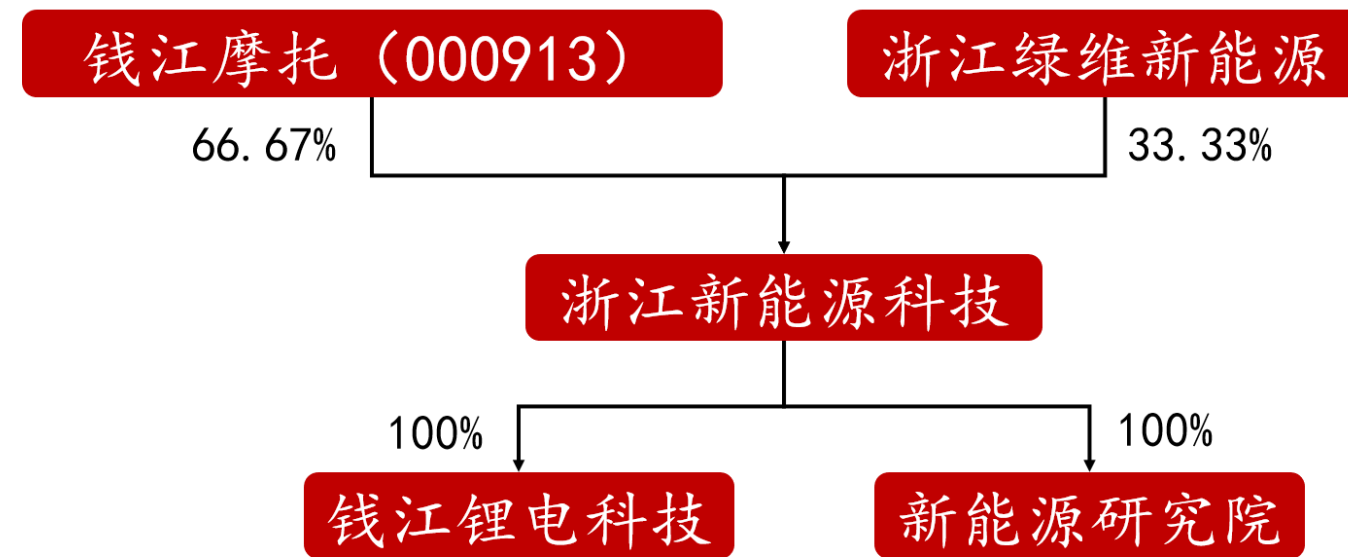 钱江摩托（000913）
浙江绿维新能源
66.67%
33.33%
浙江新能源科技
100%
100%
钱江锂电科技
新能源研究院